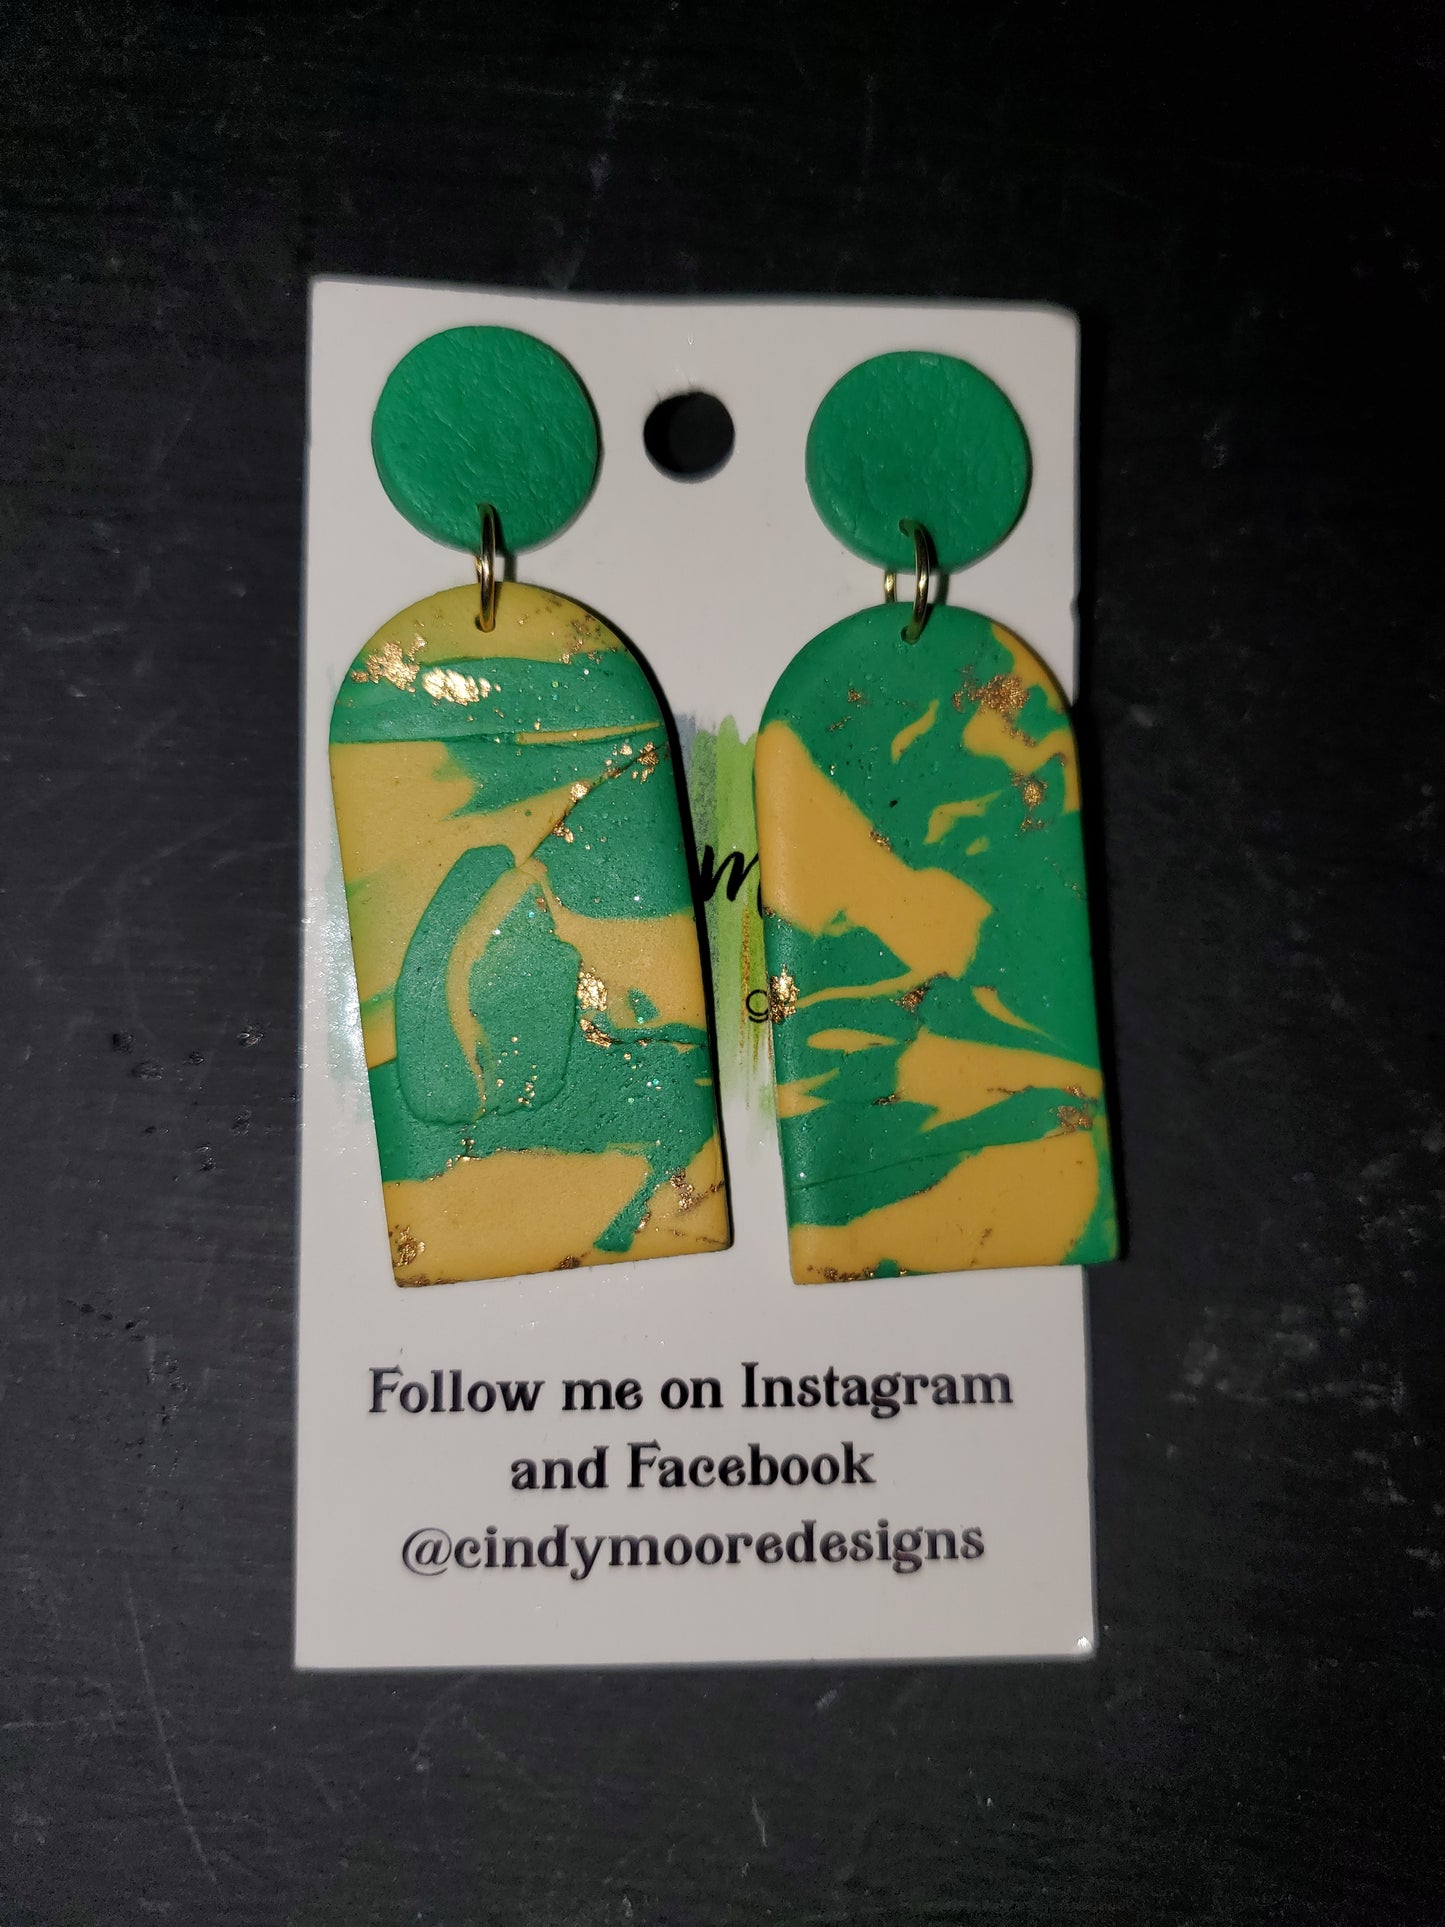 Follow me on Instagram
and Facebook
@cindymooredesigns